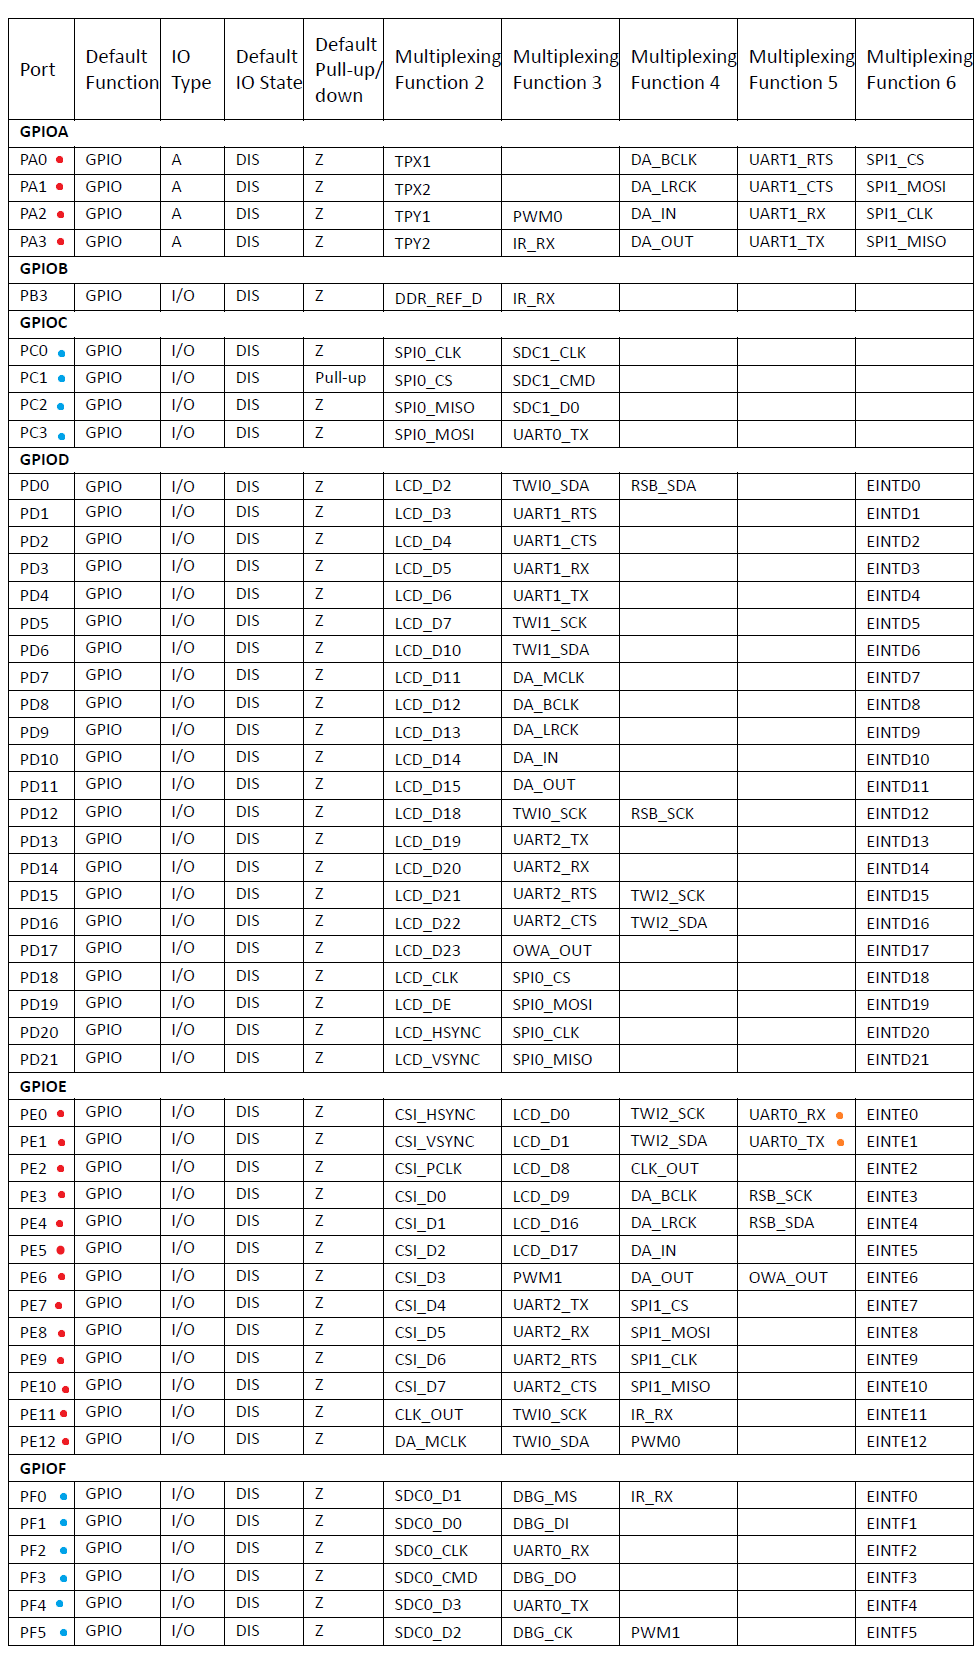 Port Default Function IO Type Default IO State Default Pull-up/down Multiplexing Function 2 Multiplexing Function 3 Multiplexing Function 4 Multiplexing Function 5 Multiplexing Function 6
GPIOA
PA0 GPIO A DIS Z TPX1 DA_BCLK UART1_RTS SPI1_CS
PA1 GPIO A DIS Z TPX2 DA_LRCK UART1_CTS SPI1_MOSI
PA2 GPIO A DIS Z TPY1 PWM0 DA_IN UART1_RX SPI1_CLK
PA3 GPIO A DIS Z TPY2 IR_RX DA_OUT UART1_TX SPI1_MISO
GPIOB
PB3 GPIO I/O DIS Z DDR_REF_D IR_RX
GPIOC
PC0 GPIO I/O DIS Z SPI0_CLK SDC1_CLK
PC1 GPIO I/O DIS Pull-up SPI0_CS SDC1_CMD
PC2 GPIO I/O DIS Z SPI0_MISO SDC1_D0
PC3 GPIO I/O DIS Z SPI0_MOSI UART0_TX
GPIOD
PD0 GPIO I/O DIS Z LCD_D2 TWI0_SDA RSB_SDA EINTD0
PD1 GPIO I/O DIS Z LCD_D3 UART1_RTS EINTD1
PD2 GPIO I/O DIS Z LCD_D4 UART1_CTS EINTD2
PD3 GPIO I/O DIS Z LCD_D5 UART1_RX EINTD3
PD4 GPIO I/O DIS Z LCD_D6 UART1_TX EINTD4
PD5 GPIO I/O DIS Z LCD_D7 TWI1_SCK EINTD5
PD6 GPIO I/O DIS Z LCD_D10 TWI1_SDA EINTD6
PD7 GPIO I/O DIS Z LCD_D11 DA_MCLK EINTD7
PD8 GPIO I/O DIS Z LCD_D12 DA_BCLK EINTD8
PD9 GPIO I/O DIS Z LCD_D13 DA_LRCK EINTD9
PD10 GPIO I/O DIS Z LCD_D14 DA_IN EINTD10
PD11 GPIO I/O DIS Z LCD_D15 DA_OUT EINTD11
PD12 GPIO I/O DIS Z LCD_D18 TWI0_SCK RSB_SCK EINTD12
PD13 GPIO I/O DIS Z LCD_D19 UART2_TX EINTD13
PD14 GPIO I/O DIS Z LCD_D20 UART2_RX EINTD14
PD15 GPIO I/O DIS Z LCD_D21 UART2_RTS TWI2_SCK EINTD15
PD16 GPIO I/O DIS Z LCD_D22 UART2_CTS TWI2_SDA EINTD16
PD17 GPIO I/O DIS Z LCD_D23 OWA_OUT EINTD17
PD18 GPIO I/O DIS Z LCD_CLK SPI0_CS EINTD18
PD19 GPIO I/O DIS Z LCD_DE SPI0_MOSI EINTD19
PD20 GPIO I/O DIS Z LCD_HSYNC SPI0_CLK EINTD20
PD21 GPIO I/O DIS Z LCD_VSYNC SPI0_MISO EINTD21
GPIOE
PE0 GPIO I/O DIS Z CSI_HSYNC LCD_D0 TWI2_SCK UART0_RX EINTE0
PE1 GPIO I/O DIS Z CSI_VSYNC LCD_D1 TWI2_SDA UART0_TX EINTE1
PE2 GPIO I/O DIS Z CSI_PCLK LCD_D8 CLK_OUT EINTE2
PE3 GPIO I/O DIS Z CSI_D0 LCD_D9 DA_BCLK RSB_SCK EINTE3
PE4 GPIO I/O DIS Z CSI_D1 LCD_D16 DA_LRCK RSB_SDA EINTE4
PE5 GPIO I/O DIS Z CSI_D2 LCD_D17 DA_IN EINTE5
PE6 GPIO I/O DIS Z CSI_D3 PWM1 DA_OUT OWA_OUT EINTE6
PE7 GPIO I/O DIS Z CSI_D4 UART2_TX SPI1_CS EINTE7
PE8 GPIO I/O DIS Z CSI_D5 UART2_RX SPI1_MOSI EINTE8
PE9 GPIO I/O DIS Z CSI_D6 UART2_RTS SPI1_CLK EINTE9
PE10 GPIO I/O DIS Z CSI_D7 UART2_CTS SPI1_MISO EINTE10
PE11 GPIO I/O DIS Z CLK_OUT TWI0_SCK IR_RX EINTE11
PE12 GPIO I/O DIS Z DA_MCLK TWI0_SDA PWM0 EINTE12
GPIOF
PF0 GPIO I/O DIS Z SDC0_D1 DBG_MS IR_RX EINTF0
PF1 GPIO I/O DIS Z SDC0_D0 DBG_DI EINTF1
PF2 GPIO I/O DIS Z SDC0_CLK UART0_RX EINTF2
PF3 GPIO I/O DIS Z SDC0_CMD DBG_DO EINTF3
PF4 GPIO I/O DIS Z SDC0_D3 UART0_TX EINTF4
PF5 GPIO I/O DIS Z SDC0_D2 DBG_CK PWM1 EINTF5